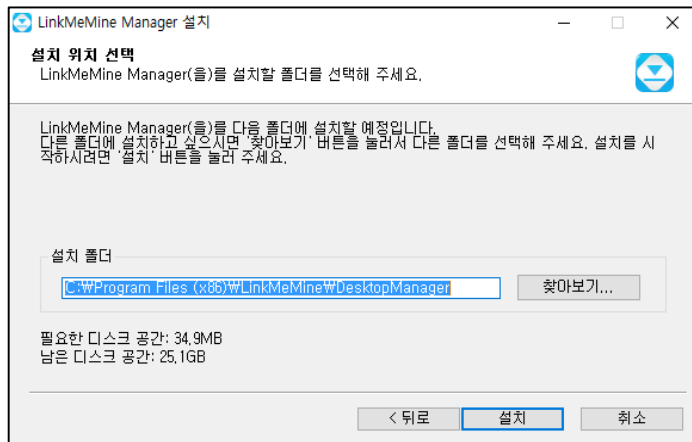 LinkMeMine Manager 설치
설치 위치 선택
LinkMeMine Manager(을)를 설치할 폴더를 선택해 주세요.
LinkMeMine Manager(을)를 다음 폴더에 설치할 예정입니다.
다른 폴더에 설치하고 싶으시면 '찾아보기' 버튼을 눌러서 다른 폴더를 선택해 주세요. 설치를 시
작하시려면 '설치' 버튼을 눌러 주세요.
설치 폴더
C:₩Program Files (x86)₩LinkMeMine₩DesktopManager
찾아보기...
필요한 디스크 공간: 34.9MB
남은 디스크 공간: 25.1GB
< 뒤로
설치
취소